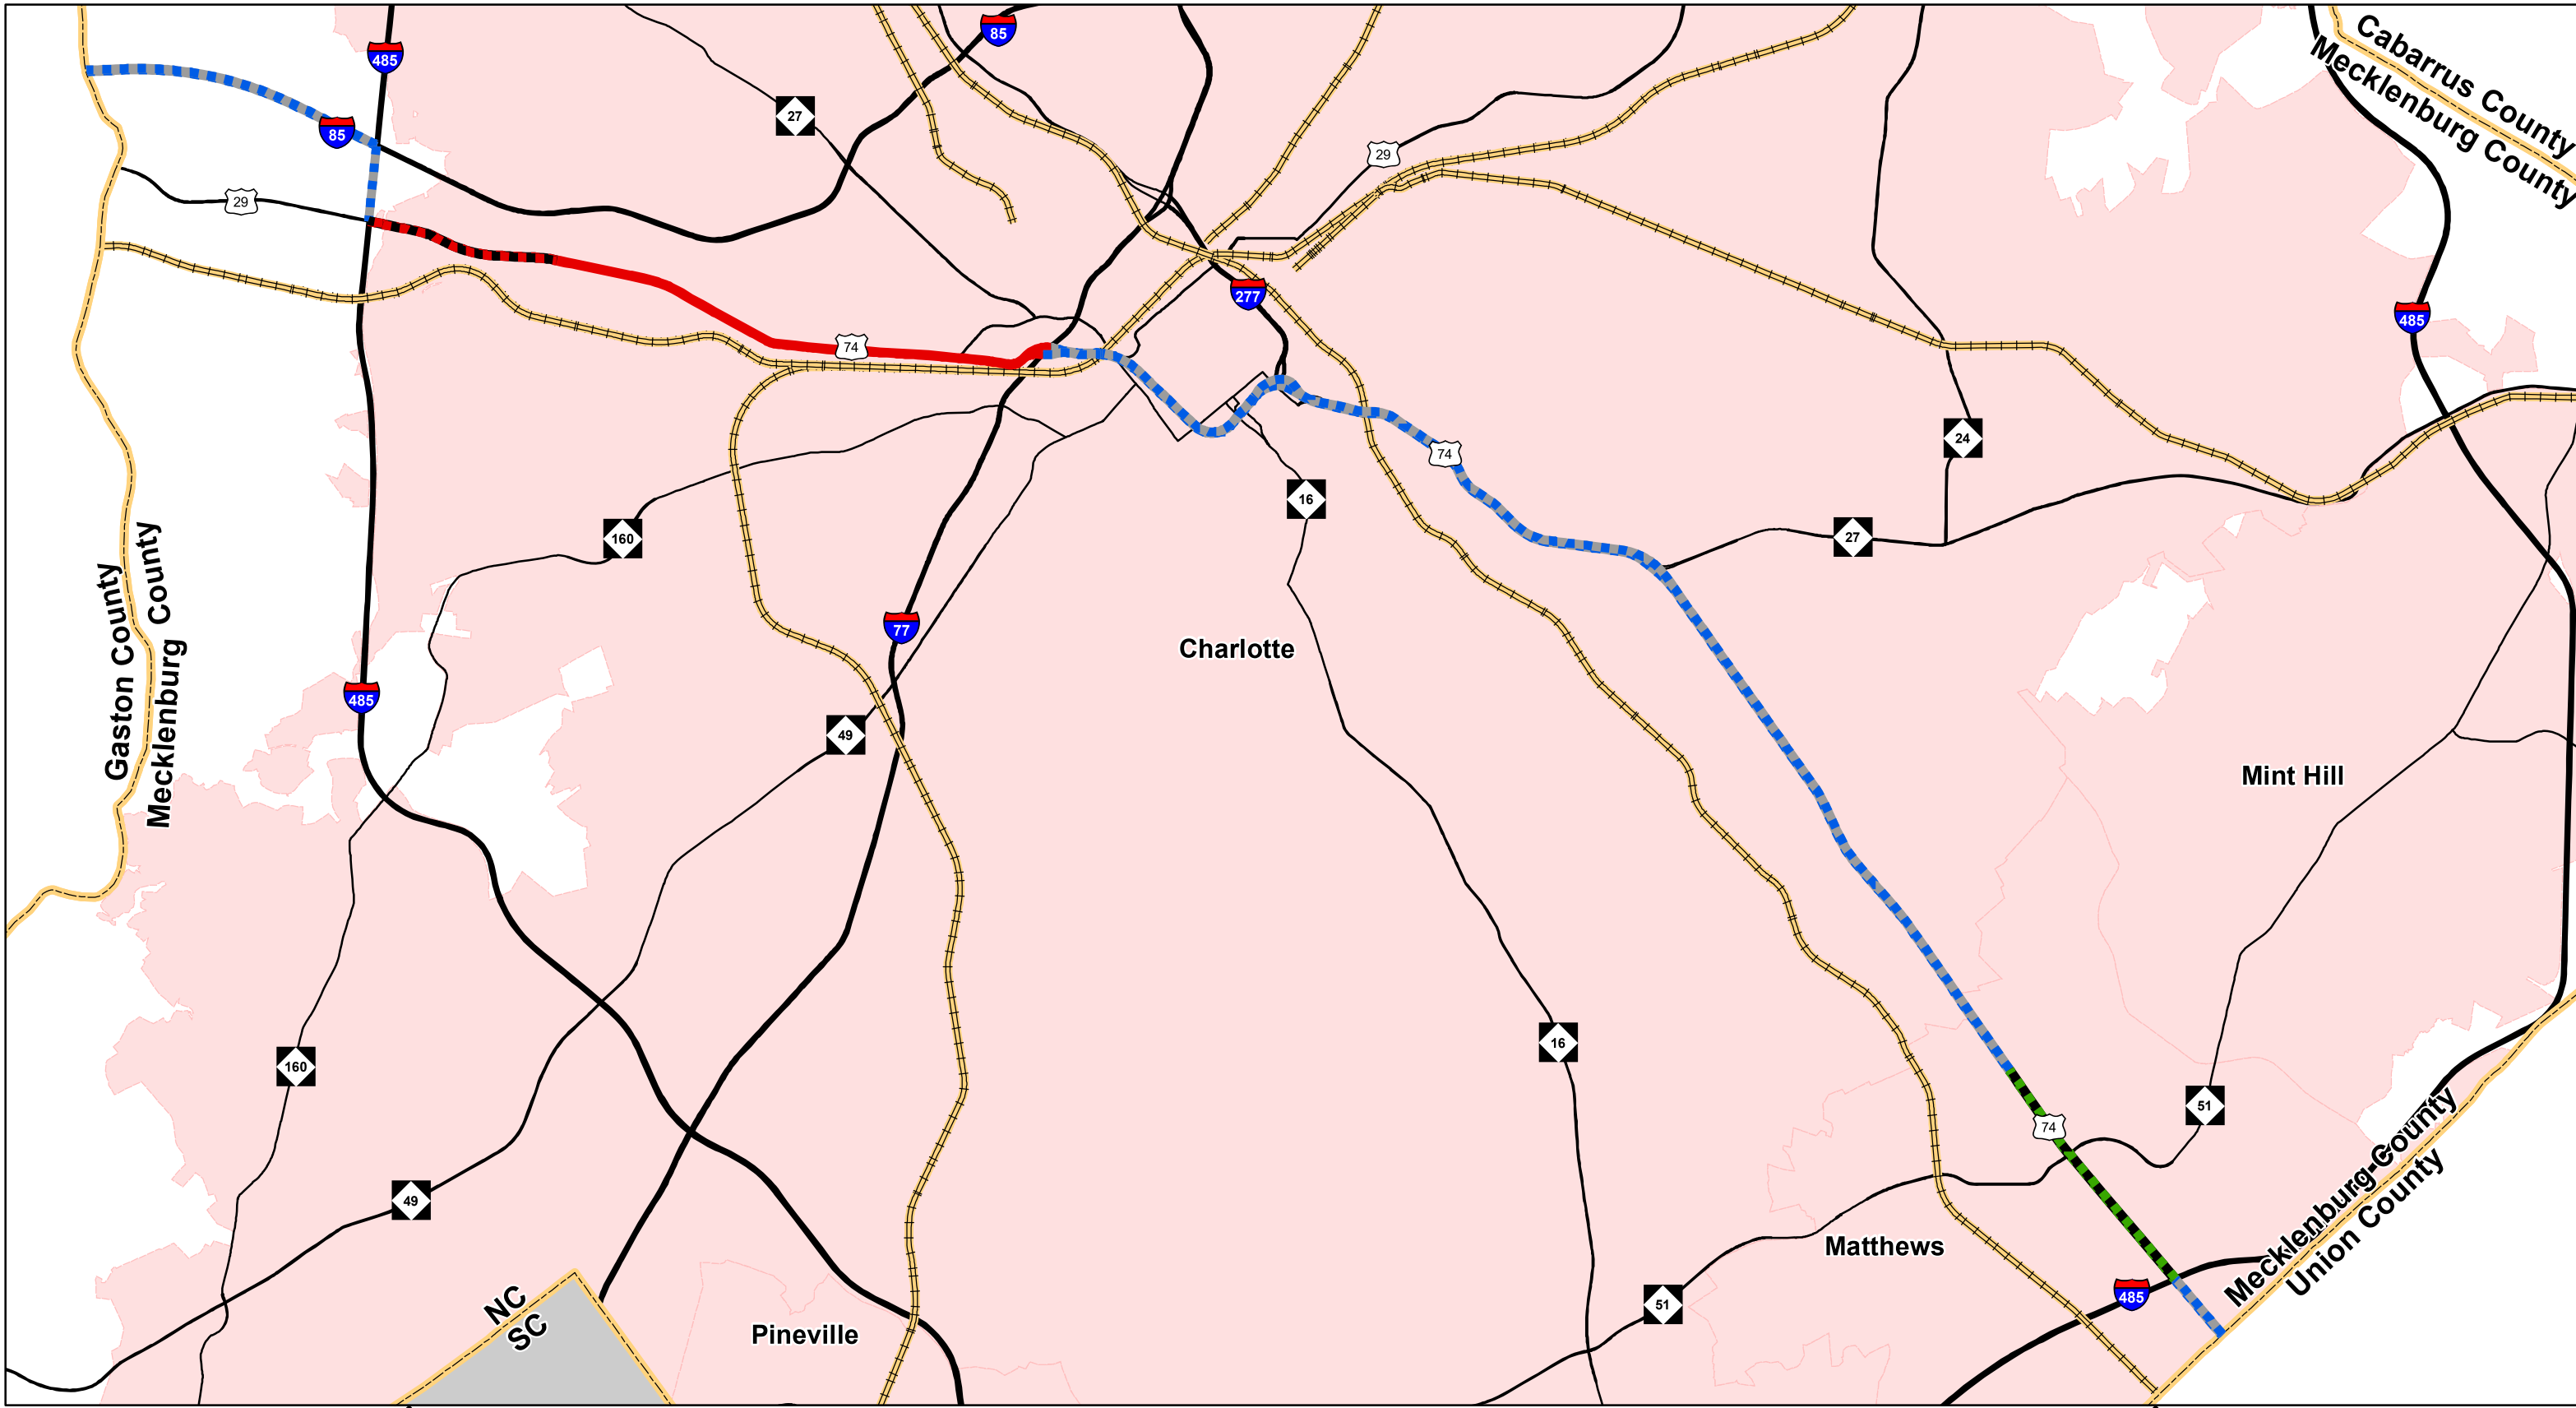 85
485
Cabarrus County
Mecklenburg County
27
85
29
29
277
485
74
74
24
16
27
160
Gaston County
Mecklenburg County
77
Charlotte
485
49
Mint Hill
16
160
51
74
49
Mecklenburg County
Union County
Matthews
485
51
NC
SC
Pineville